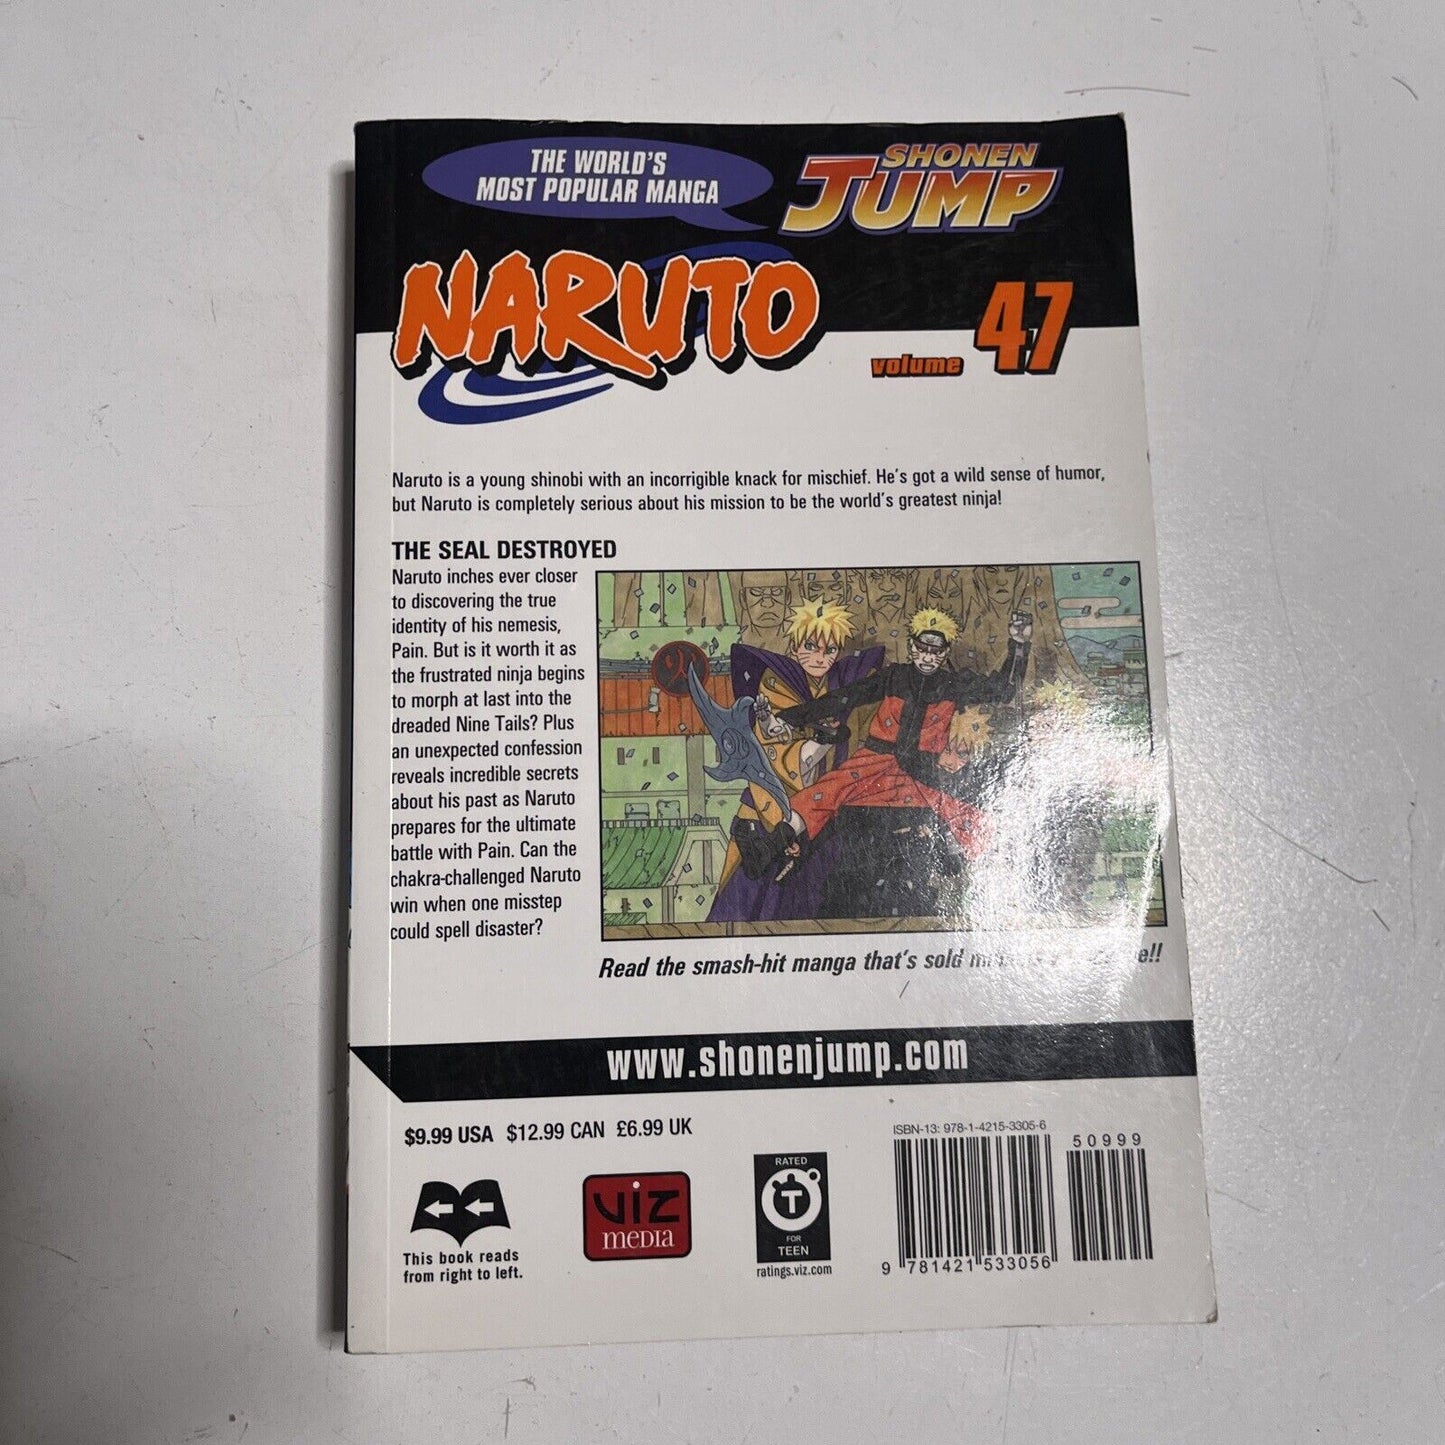 THE WORLD'S
MOST POPULAR MANGA
SHONEN
JUMP
NARUTO
volume 47
Naruto is a young shinobi with an incorrigible knack for mischief. He's got a wild sense of humor,
but Naruto is completely serious about his mission to be the world's greatest ninja!
THE SEAL DESTROYED
Naruto inches ever closer
to discovering the true
identity of his nemesis,
Pain. But is it worth it as
the frustrated ninja begins
to morph at last into the
dreaded Nine Tails? Plus
an unexpected confession
reveals incredible secrets
about his past as Naruto
prepares for the ultimate
battle with Pain. Can the
chakra-challenged Naruto
win when one misstep
could spell disaster?
Read the smash-hit manga that's sold
www.shonenjump.com
$9.99 USA $12.99 CAN £6.99 UK
This book reads
from right to left.
VIZ
MEDIA
RATED
T
FOR
TEEN
ratings.viz.com
ISBN-13: 978-1-4215-3305-6
50999
9 781421 533056